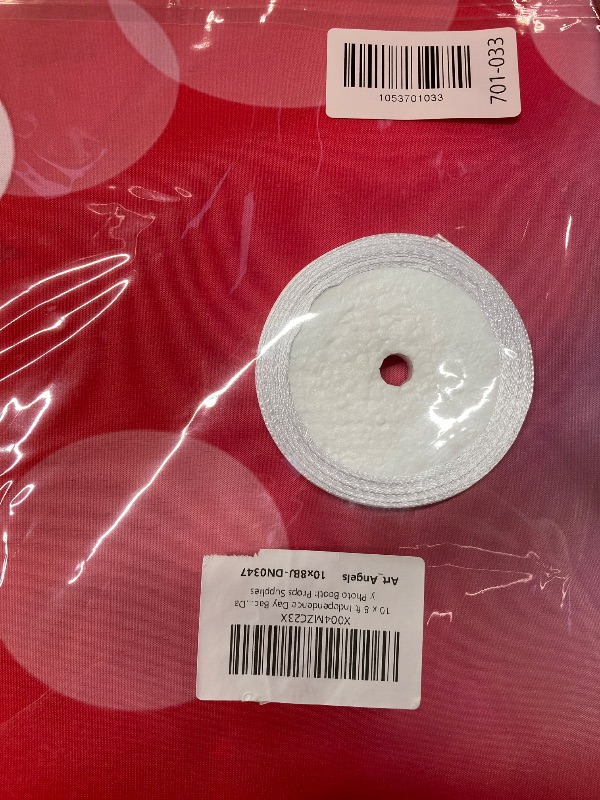 1053701033
701-033
X004MZC23X
10 x 8 ft Independence Day Bac...Da
y Photo Booth Props Supplies
Art_Angels 10x8BJ-DN0347